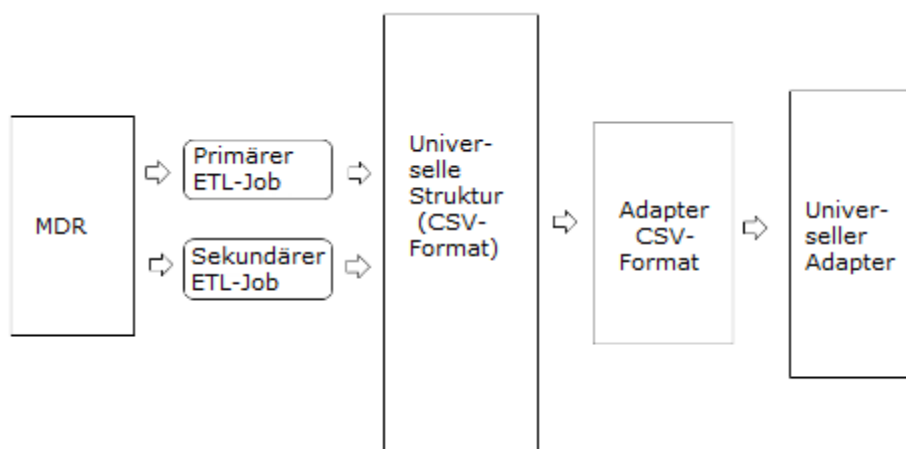 MDR
Primärer
ETL-Job
Sekundärer
ETL-Job
Univer-
selle
Struktur
(CSV-
Format)
Adapter
CSV-
Format
Univer-
seller
Adapter